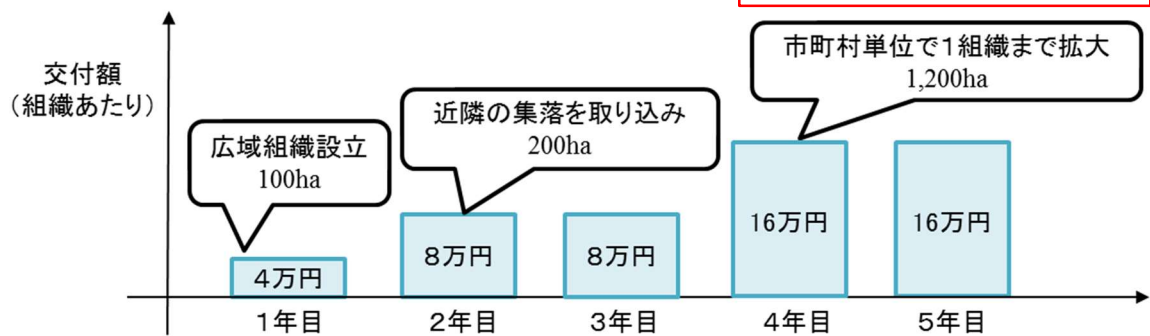 交付額
(組織あたり)
広域組織設立
100ha
近隣の集落を取り込み
200ha
市町村単位で1組織まで拡大
1,200ha
4万円
8万円
8万円
16万円
16万円
1年目
2年目
3年目
4年目
5年目